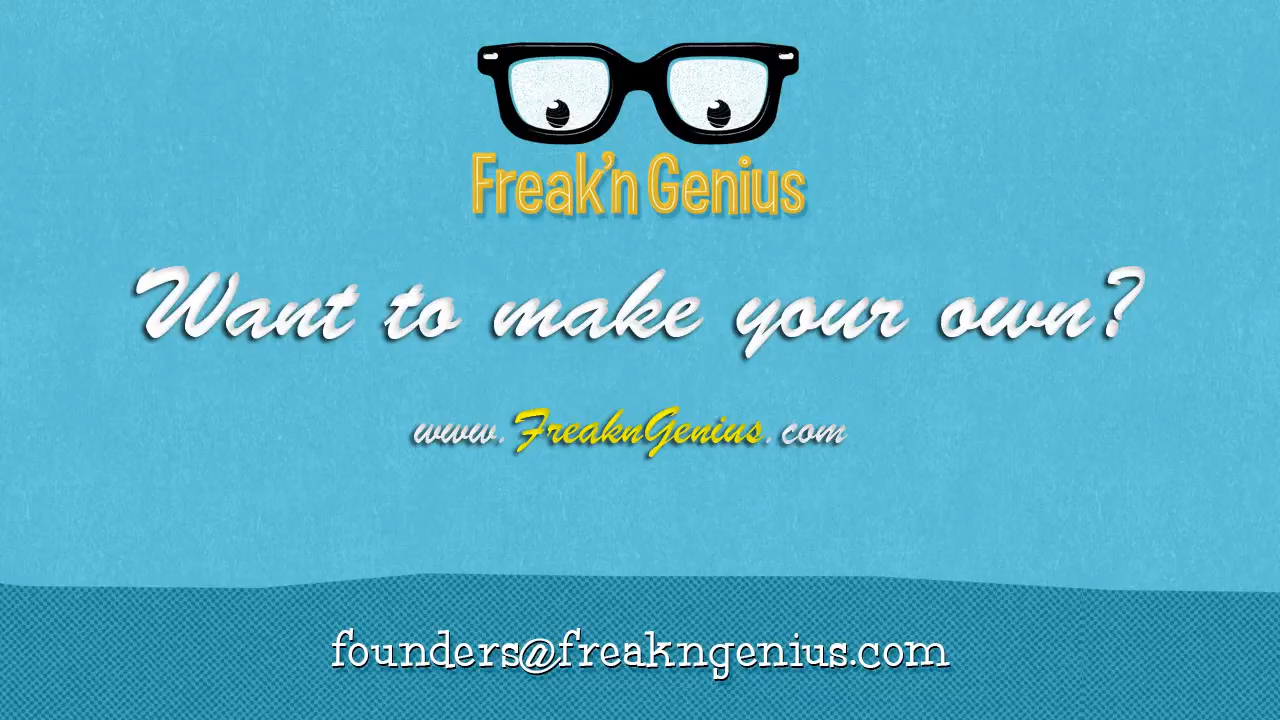 Freak'n Genius
Want to make your own?
www.FreaknGenius.com
founders@freakngenius.com